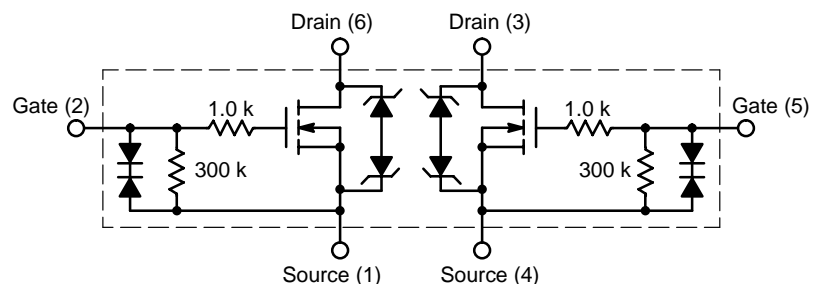 Drain (6)
Drain (3)
Gate (2)
1.0 k
1.0 k
Gate (5)
300 k
300 k
Source (1)
Source (4)